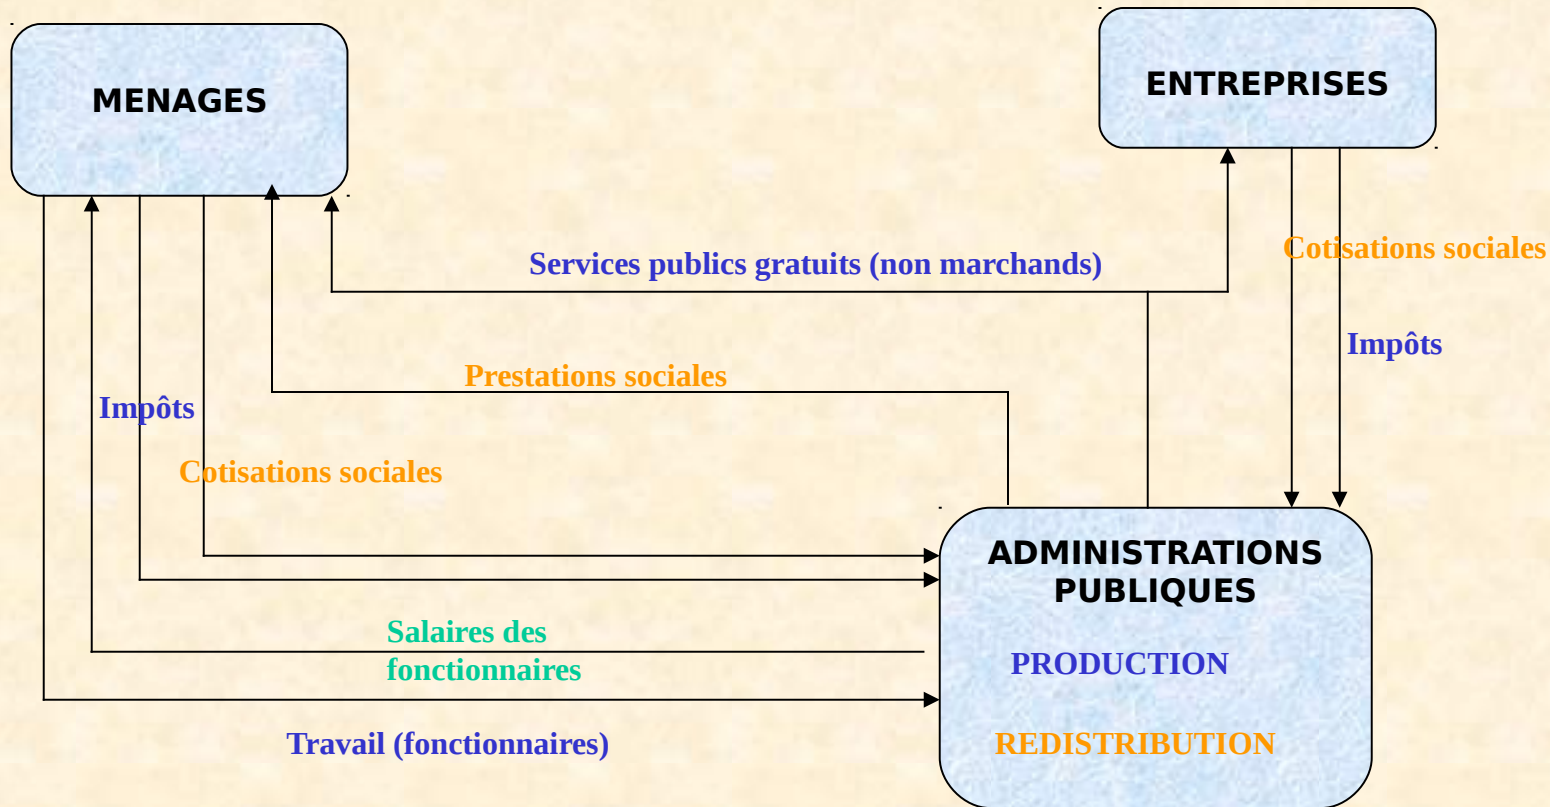 MENAGES
ENTREPRISES
Services publics gratuits (non marchands)
Cotisations sociales
Impôts
Prestations sociales
Impôts
Cotisations sociales
ADMINISTRATIONS
PUBLIQUES
Salaires des
fonctionnaires
PRODUCTION
Travail (fonctionnaires)
REDISTRIBUTION